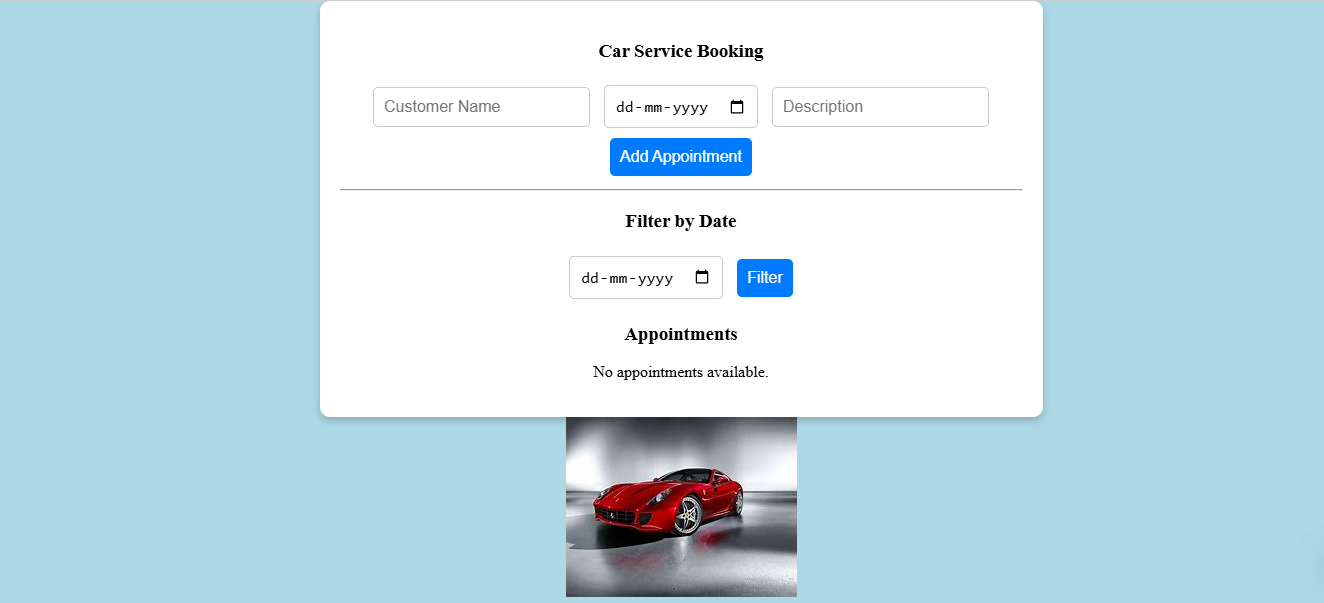 Car Service Booking
Customer Name dd-mm-yyyy Description
Add Appointment
Filter by Date
dd-mm-yyyy Filter
Appointments
No appointments available.